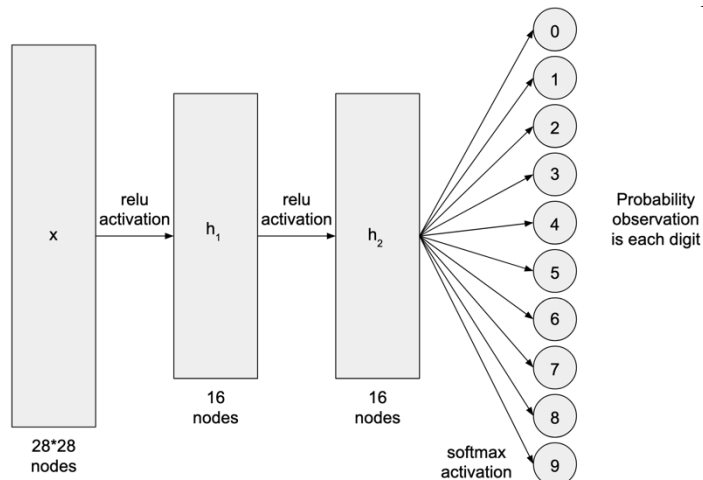 x
28*28
nodes
relu
activation
h₁
16
nodes
relu
activation
h₂
16
nodes
softmax
activation
0
1
2
3
4
5
6
7
8
9
Probability
observation
is each digit